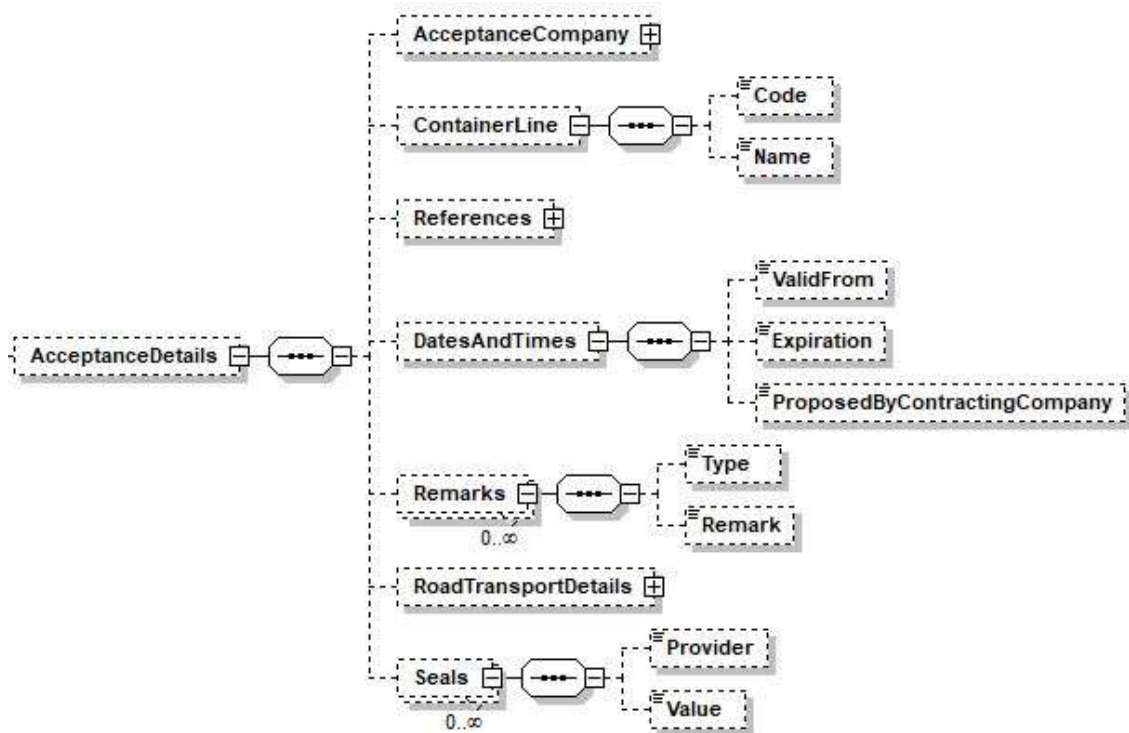 AcceptanceCompany
ContainerLine
Code
Name
References
AcceptanceDetails
DatesAndTimes
ValidFrom
Expiration
ProposedByContractingCompany
Remarks
0..∞
Type
Remark
RoadTransportDetails
Seals
0..∞
Provider
Value